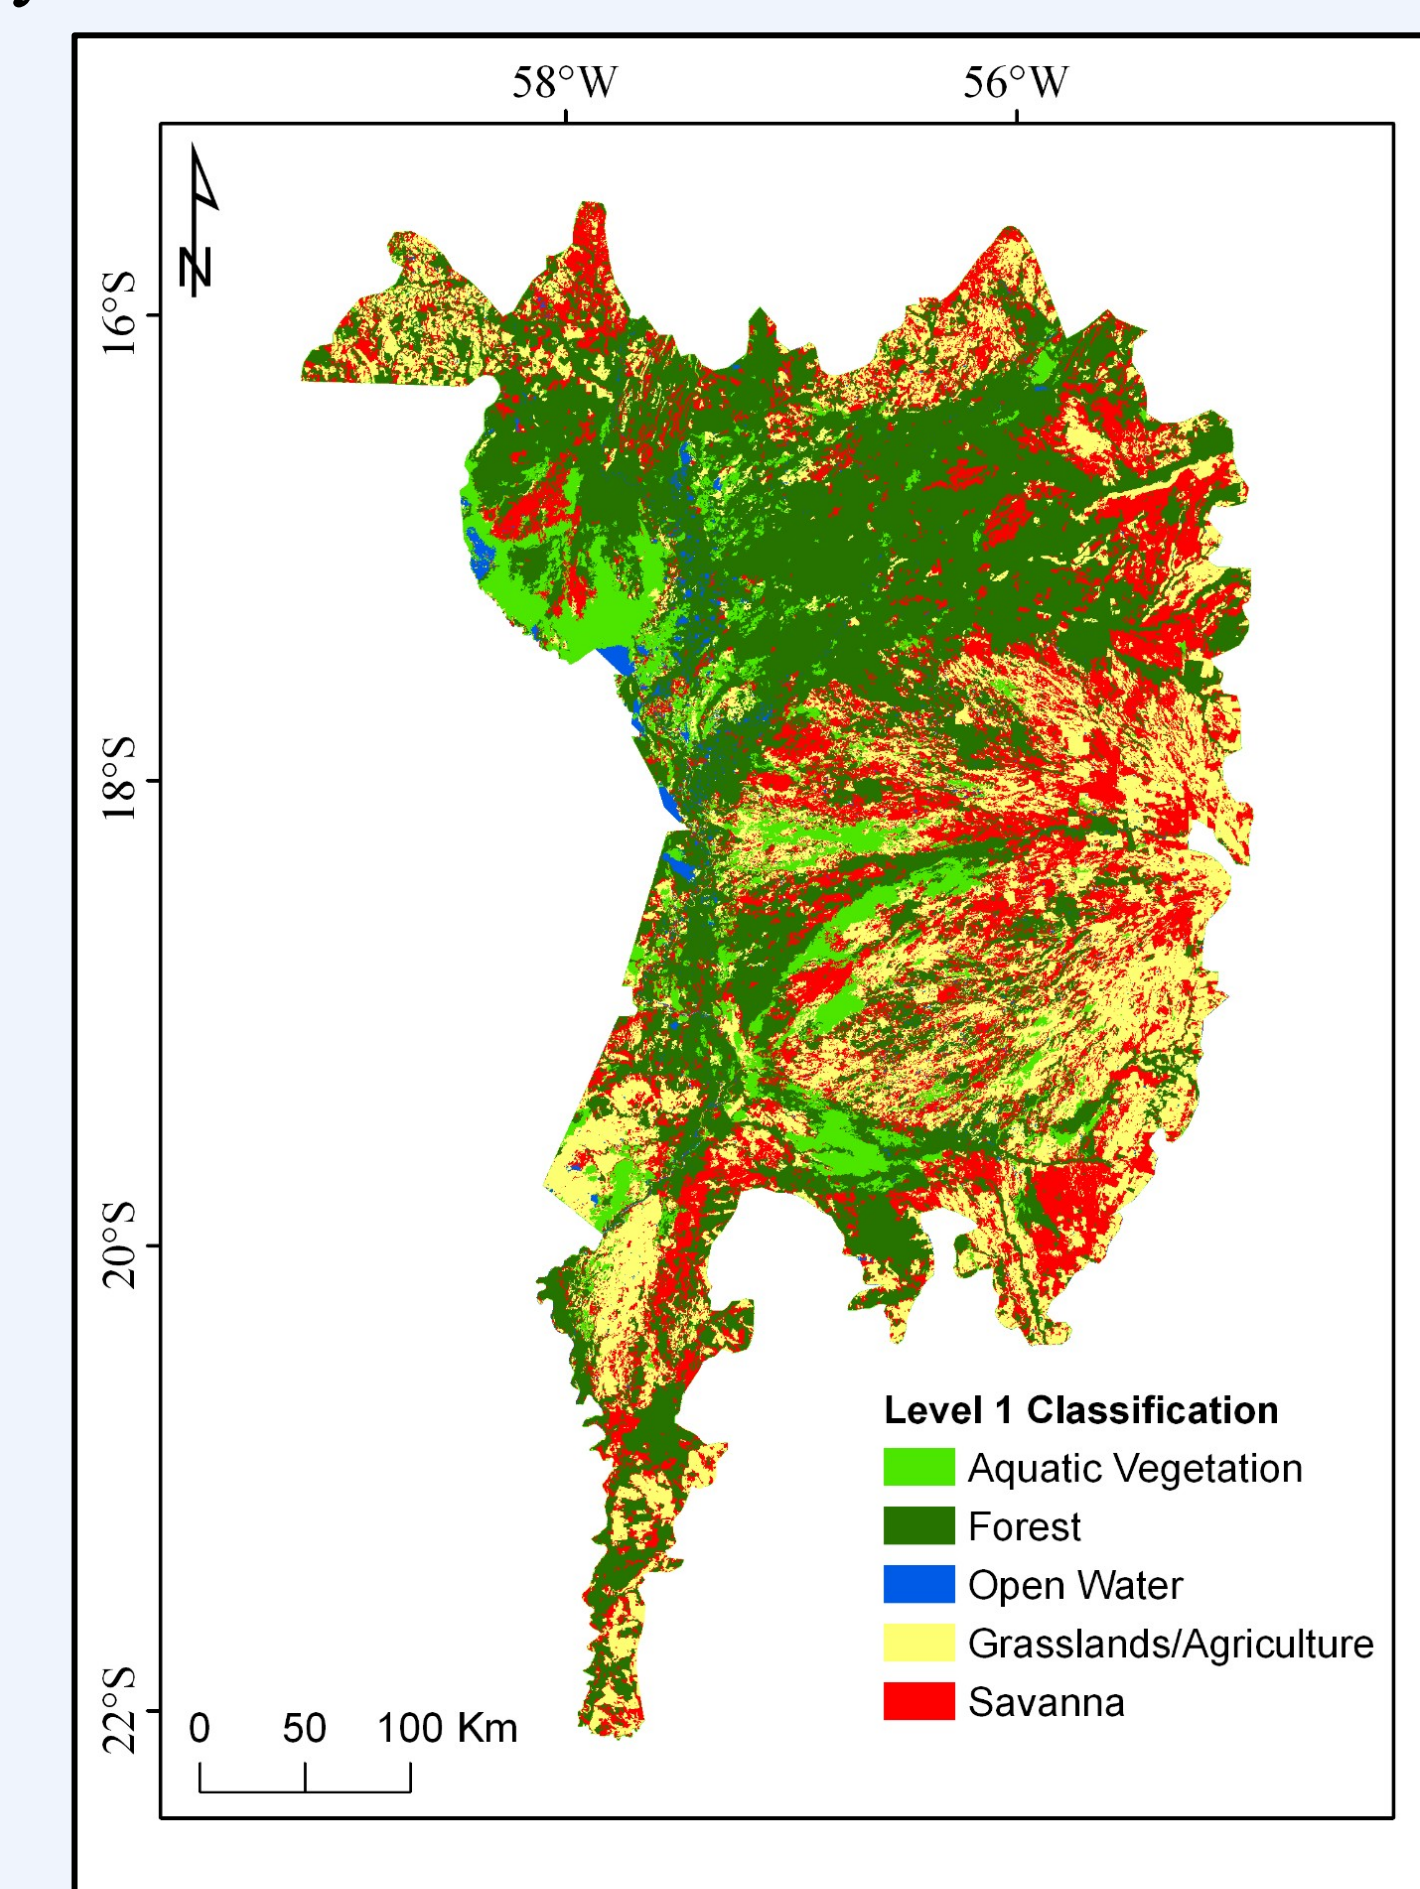 58°W 56°W
N
16°S
18°S
20°S
22°S
Level 1 Classification
Aquatic Vegetation
Forest
Open Water
Grasslands/Agriculture
Savanna
0 50 100 Km